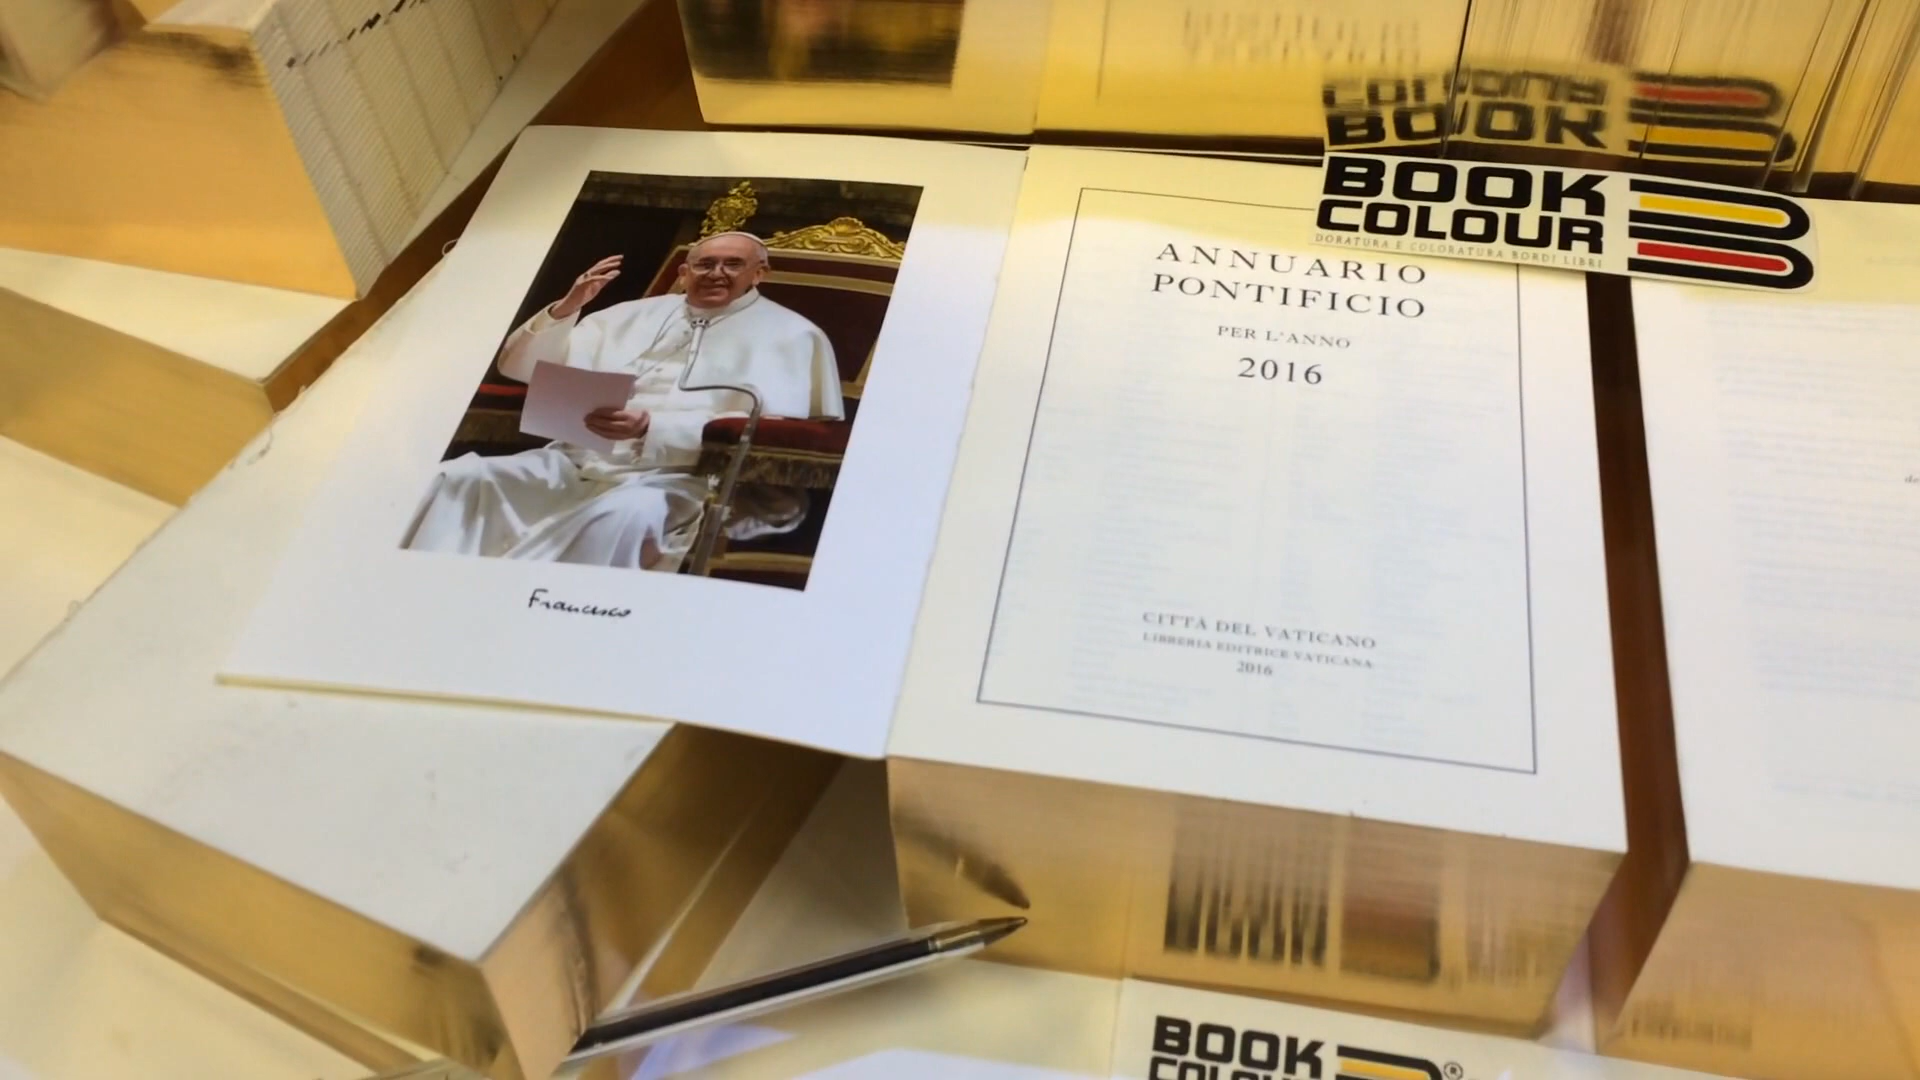 BOOK
COLOUR
DORATURA E COLORATURA BORDI LIBRI
ANNUARIO
PONTIFICIO
PER L'ANNO
2016
Francesco
CITTÀ DEL VATICANO
LIBRERIA EDITRICE VATICANA
2016
BOOK
COLOUR
®